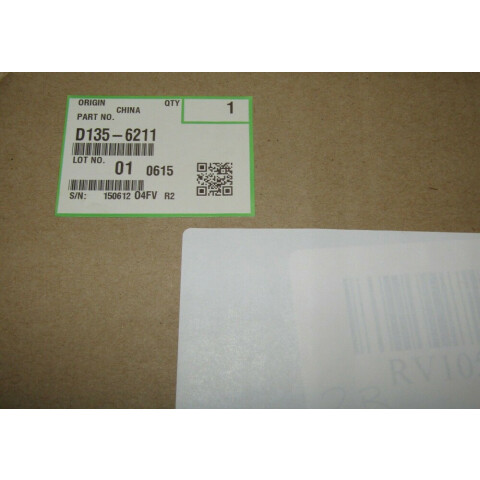 ORIGIN QTY
CHINA 1
PART NO.
D135-6211
LOT NO.
01 0615
S/N: 150612 04FV R2